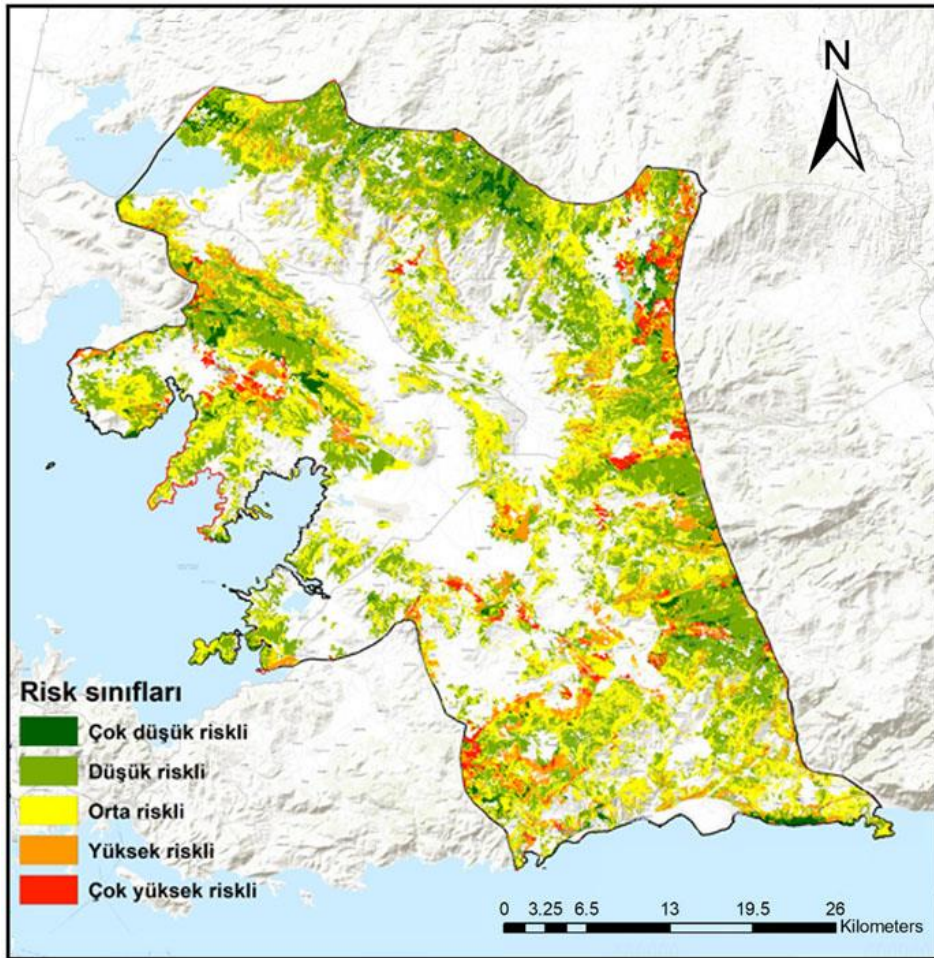 N
Risk sınıfları
Çok düşük riskli
Düşük riskli
Orta riskli
Yüksek riskli
Çok yüksek riskli
0 3.25 6.5 13 19.5 26
Kilometers